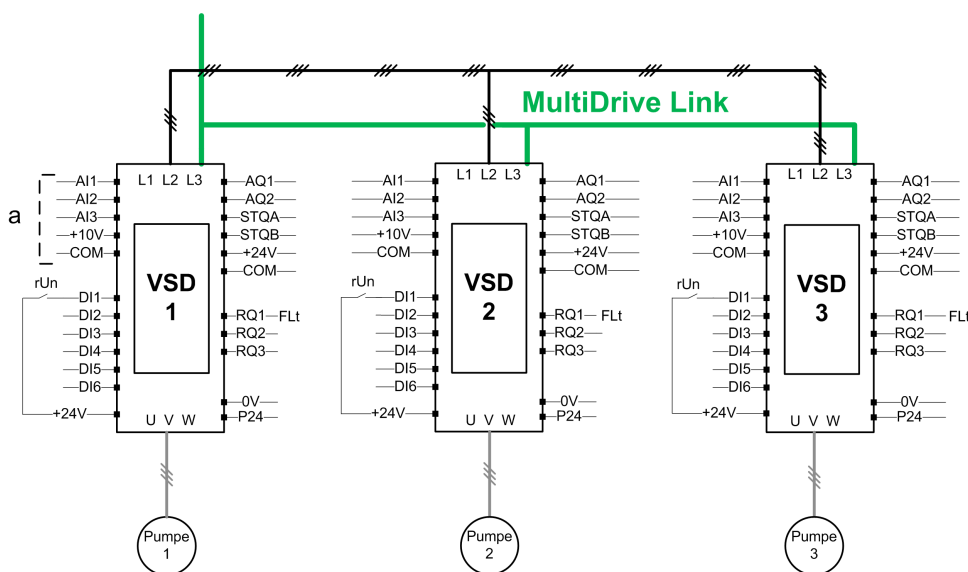 MultiDrive Link
L1 L2 L3
a
AI1
AI2
AI3
+10V
COM
rUn
DI1
DI2
DI3
DI4
DI5
DI6
+24V
VSD
1
AQ1
AQ2
STQA
STQB
+24V
COM
RQ1 FLt
RQ2
RQ3
0V
P24
U V W
Pumpe
1
L1 L2 L3
AI1
AI2
AI3
+10V
COM
rUn
DI1
DI2
DI3
DI4
DI5
DI6
+24V
VSD
2
AQ1
AQ2
STQA
STQB
+24V
COM
RQ1 FLt
RQ2
RQ3
0V
P24
U V W
Pumpe
2
L1 L2 L3
AI1
AI2
AI3
+10V
COM
rUn
DI1
DI2
DI3
DI4
DI5
DI6
+24V
VSD
3
AQ1
AQ2
STQA
STQB
+24V
COM
RQ1 FLt
RQ2
RQ3
0V
P24
U V W
Pumpe
3